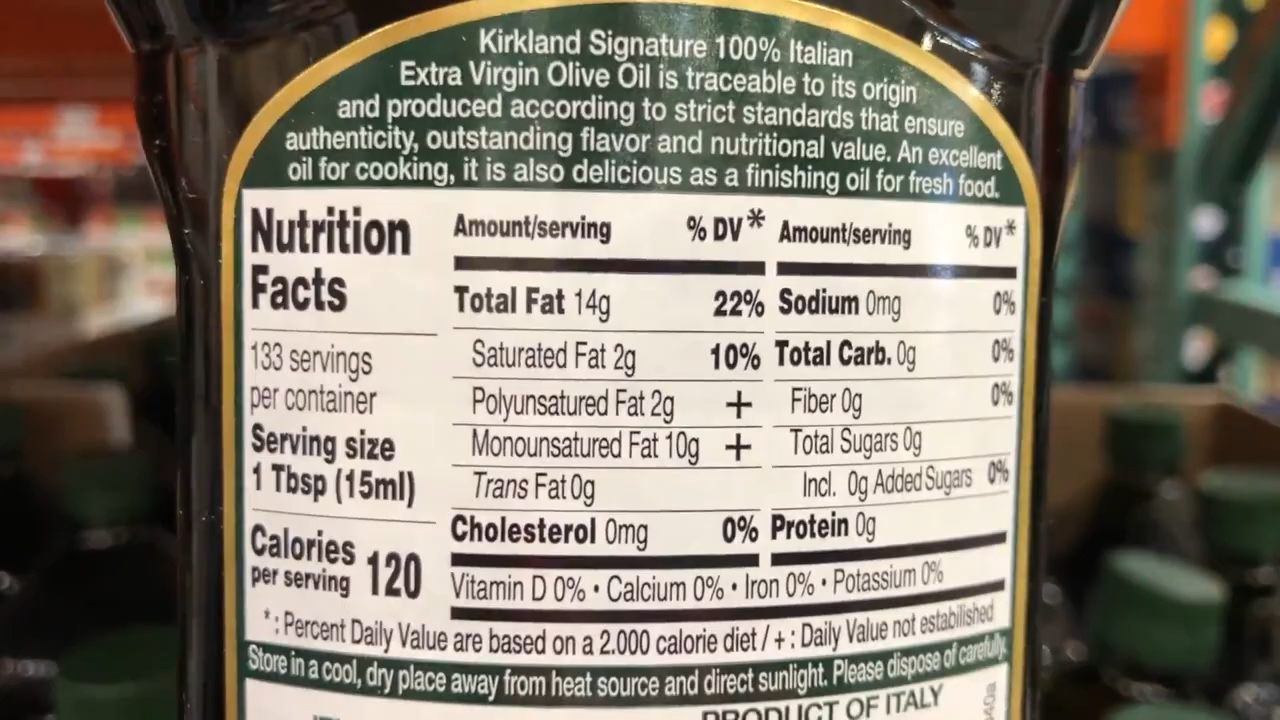 Kirkland Signature 100% Italian
Extra Virgin Olive Oil is traceable to its origin
and produced according to strict standards that ensure
authenticity, outstanding flavor and nutritional value. An excellent
oil for cooking, it is also delicious as a finishing oil for fresh food.
Nutrition
Facts
133 servings
per container
Serving size
1 Tbsp (15ml)
Calories
per serving 120
Amount/serving % DV*
Total Fat 14g 22%
Saturated Fat 2g 10%
Polyunsatured Fat 2g +
Monounsatured Fat 10g +
Trans Fat 0g
Cholesterol 0mg 0%
Amount/serving % DV*
Sodium 0mg 0%
Total Carb. 0g 0%
Fiber 0g 0%
Total Sugars 0g
Incl. 0g Added Sugars 0%
Protein 0g
Vitamin D 0% • Calcium 0% • Iron 0% • Potassium 0%
*: Percent Daily Value are based on a 2.000 calorie diet / + : Daily Value not estabilished
Store in a cool, dry place away from heat source and direct sunlight. Please dispose of carefully.
PRODUCT OF ITALY